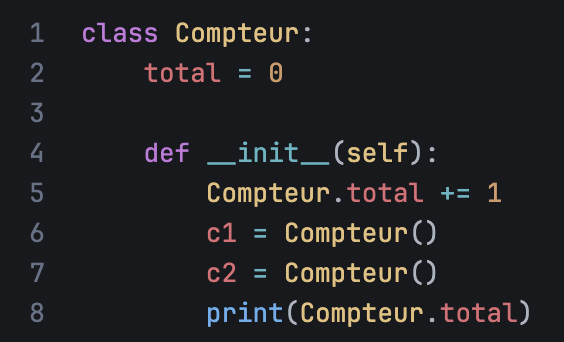 1 class Compteur:
2     total = 0
3
4     def __init__(self):
5         Compteur.total += 1
6         c1 = Compteur()
7         c2 = Compteur()
8         print(Compteur.total)